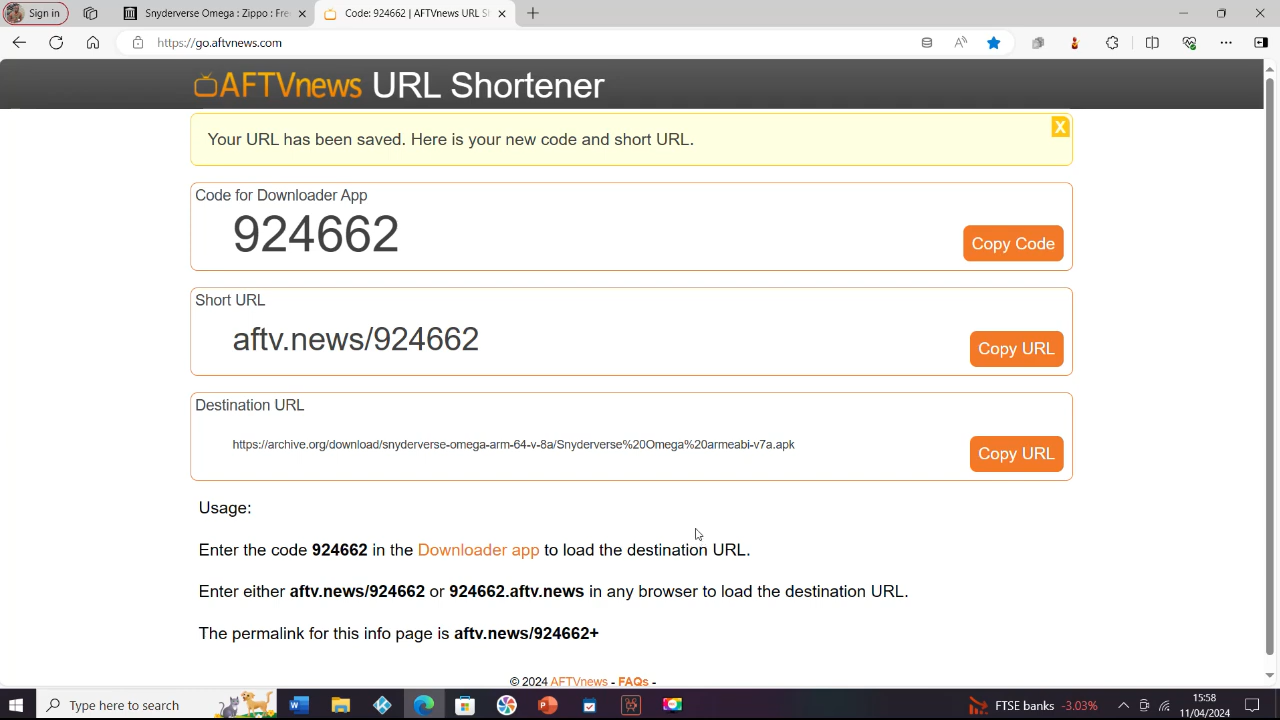 Sign in
Snyderverse Omega : Zippo : Fre
Code: 924662 | AFTVnews URL S
https://go.aftvnews.com
AFTVnews URL Shortener
Your URL has been saved. Here is your new code and short URL.
X
Code for Downloader App
924662
Copy Code
Short URL
aftv.news/924662
Copy URL
Destination URL
https://archive.org/download/snyderverse-omega-arm-64-v-8a/Snyderverse%20Omega%20armeabi-v7a.apk
Copy URL
Usage:
Enter the code 924662 in the Downloader app to load the destination URL.
Enter either aftv.news/924662 or 924662.aftv.news in any browser to load the destination URL.
The permalink for this info page is aftv.news/924662+
© 2024 AFTVnews - FAQs -
Type here to search
FTSE banks -3.03%
15:58
11/04/2024